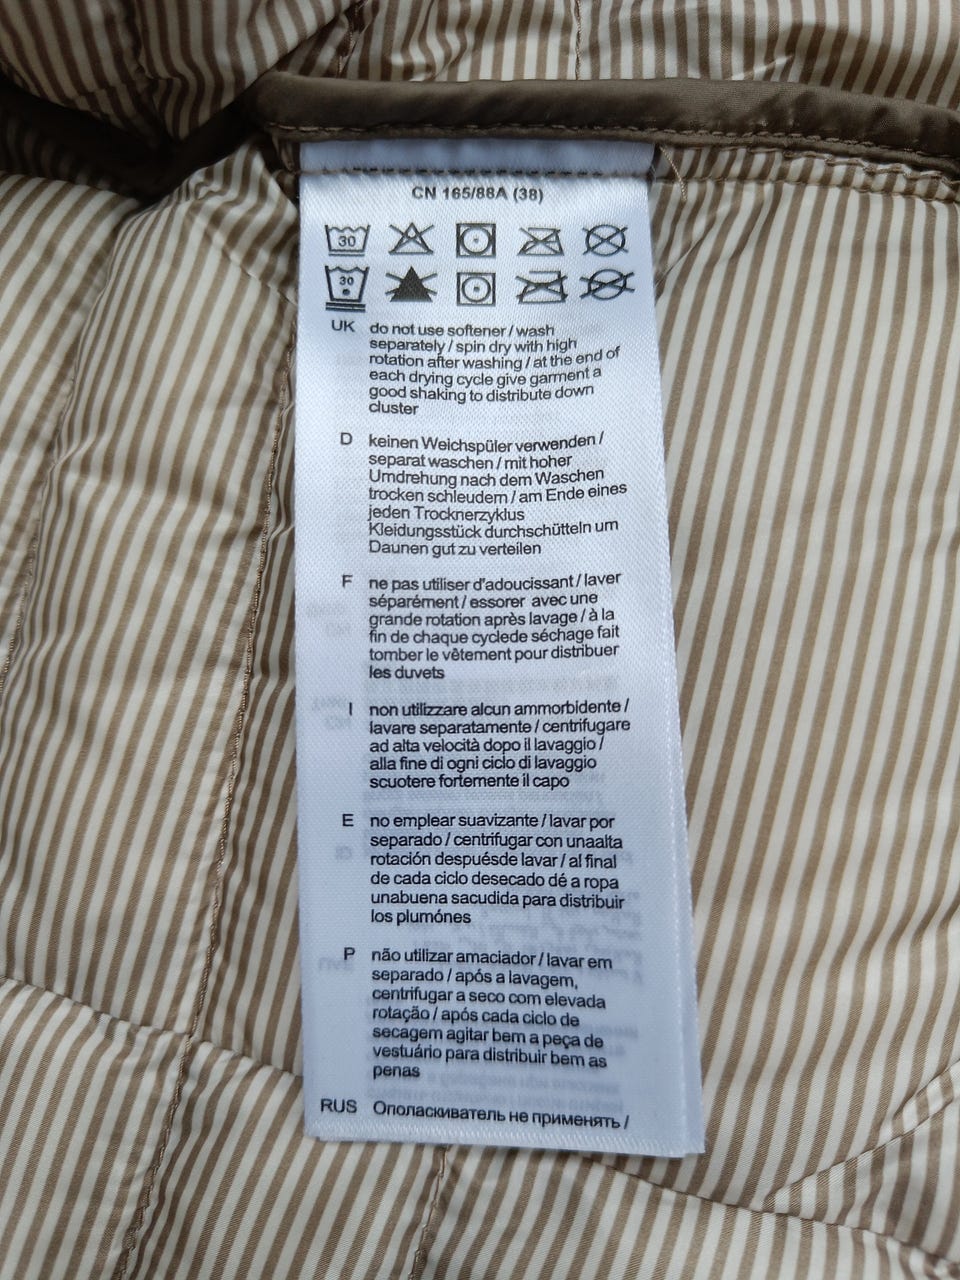 CN 165/88A (38)
30
30
UK do not use softener / wash
separately / spin dry with high
rotation after washing / at the end of
each drying cycle give garment a
good shaking to distribute down
cluster
D keinen Weichspüler verwenden /
separat waschen / mit hoher
Umdrehung nach dem Waschen
trocken schleudern / am Ende eines
jeden Trocknerzyklus
Kleidungsstück durchschütteln um
Daunen gut zu verteilen
F ne pas utiliser d'adoucissant / laver
séparément / essorer avec une
grande rotation après lavage / à la
fin de chaque cyclede séchage fait
tomber le vêtement pour distribuer
les duvets
I non utilizzare alcun ammorbidente /
lavare separatamente / centrifugare
ad alta velocità dopo il lavaggio /
alla fine di ogni ciclo di lavaggio
scuotere fortemente il capo
E no emplear suavizante / lavar por
separado / centrifugar con unaalta
rotación despuésde lavar / al final
de cada ciclo desecado dé a ropa
unabuena sacudida para distribuir
los plumónes
P não utilizar amaciador / lavar em
separado / após a lavagem,
centrifugar a seco com elevada
rotação / após cada ciclo de
secagem agitar bem a peça de
vestuário para distribuir bem as
penas
RUS Ополаскиватель не применять /